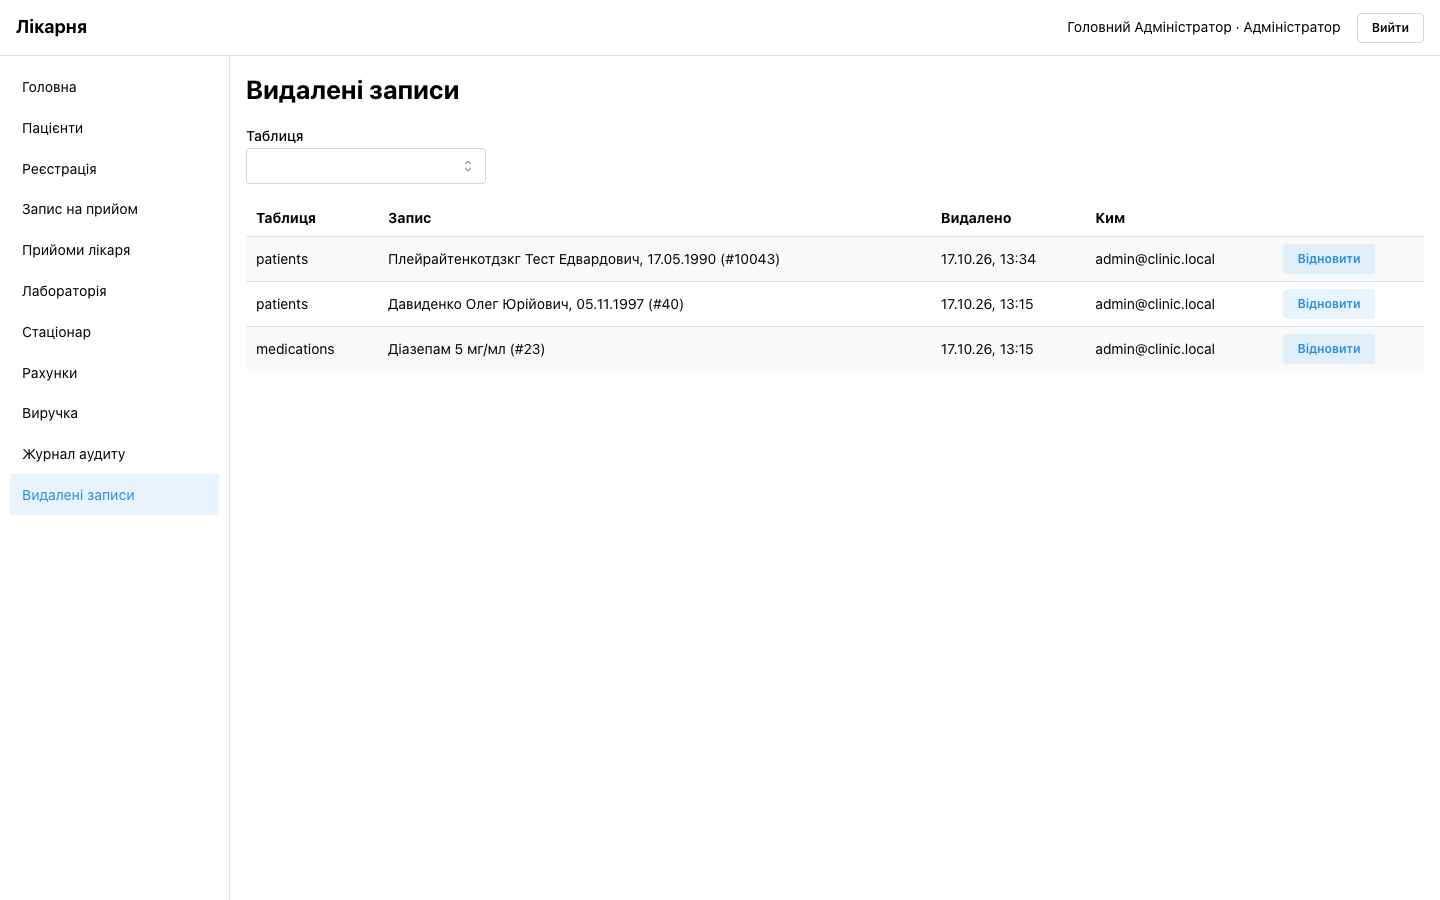 Лікарня
Головний Адміністратор · Адміністратор
Вийти
Головна
Пацієнти
Реєстрація
Запис на прийом
Прийоми лікаря
Лабораторія
Стаціонар
Рахунки
Виручка
Журнал аудиту
Видалені записи
Видалені записи
Таблиця
Таблиця Запис Видалено Ким
patients Плейрайтенкотдзкг Тест Едвардович, 17.05.1990 (#10043) 17.10.26, 13:34 admin@clinic.local Відновити
patients Давиденко Олег Юрійович, 05.11.1997 (#40) 17.10.26, 13:15 admin@clinic.local Відновити
medications Діазепам 5 мг/мл (#23) 17.10.26, 13:15 admin@clinic.local Відновити